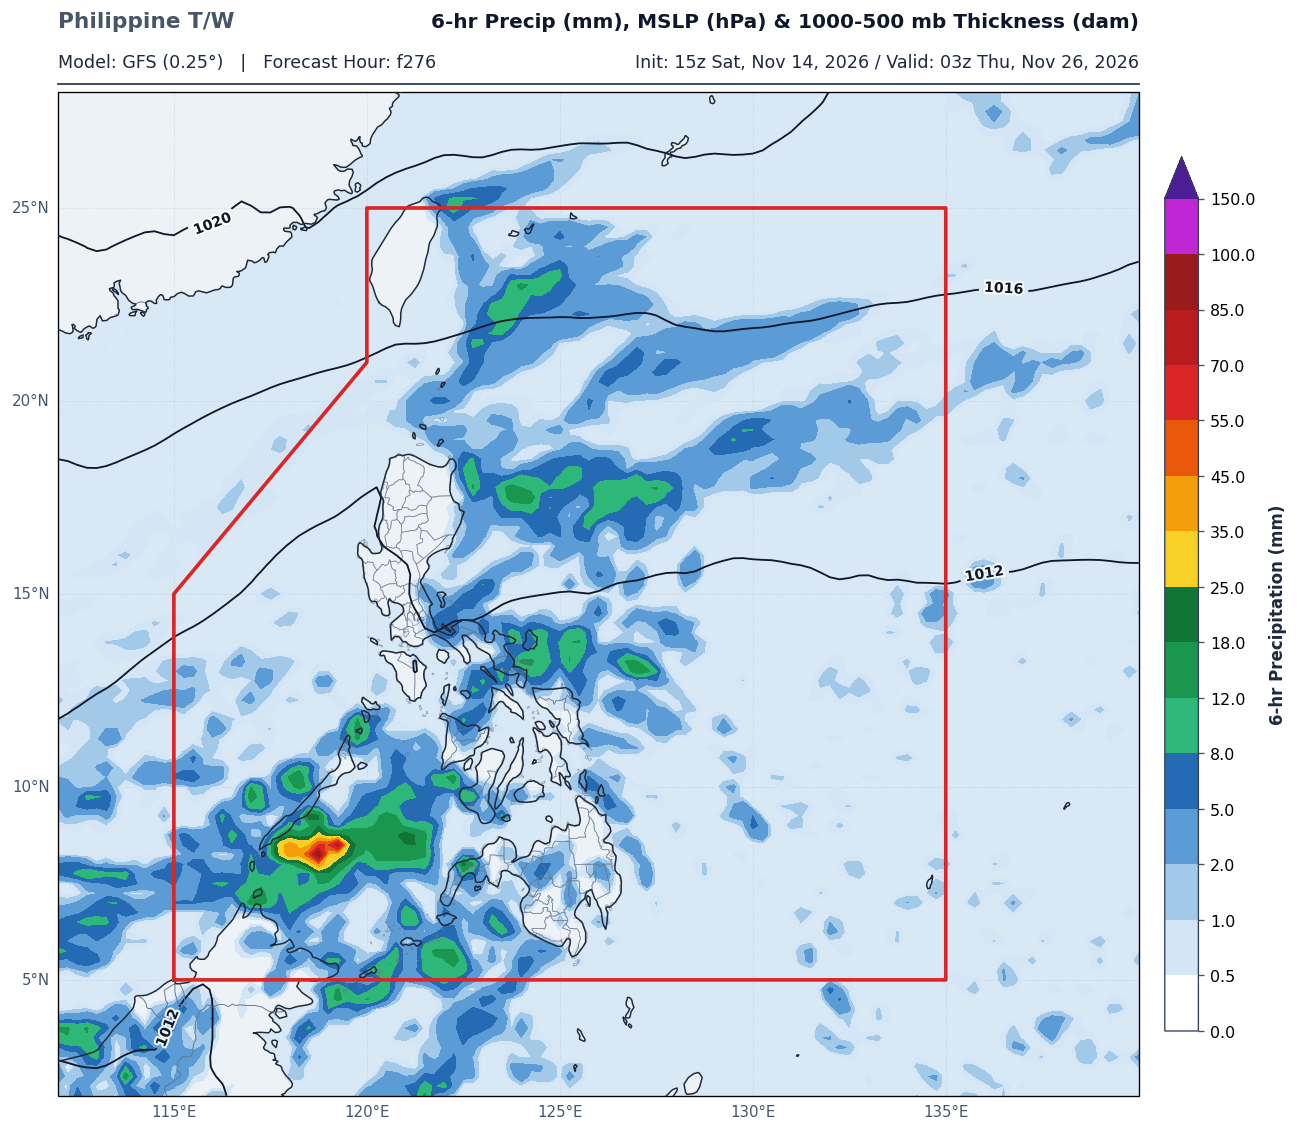 Philippine T/W
6-hr Precip (mm), MSLP (hPa) & 1000-500 mb Thickness (dam)
Model: GFS (0.25°) | Forecast Hour: f276
Init: 15z Sat, Nov 14, 2026 / Valid: 03z Thu, Nov 26, 2026
25°N
20°N
15°N
10°N
5°N
115°E
120°E
125°E
130°E
135°E
1020
1016
1012
1012
150.0
100.0
85.0
70.0
55.0
45.0
35.0
25.0
18.0
12.0
8.0
5.0
2.0
1.0
0.5
0.0
6-hr Precipitation (mm)